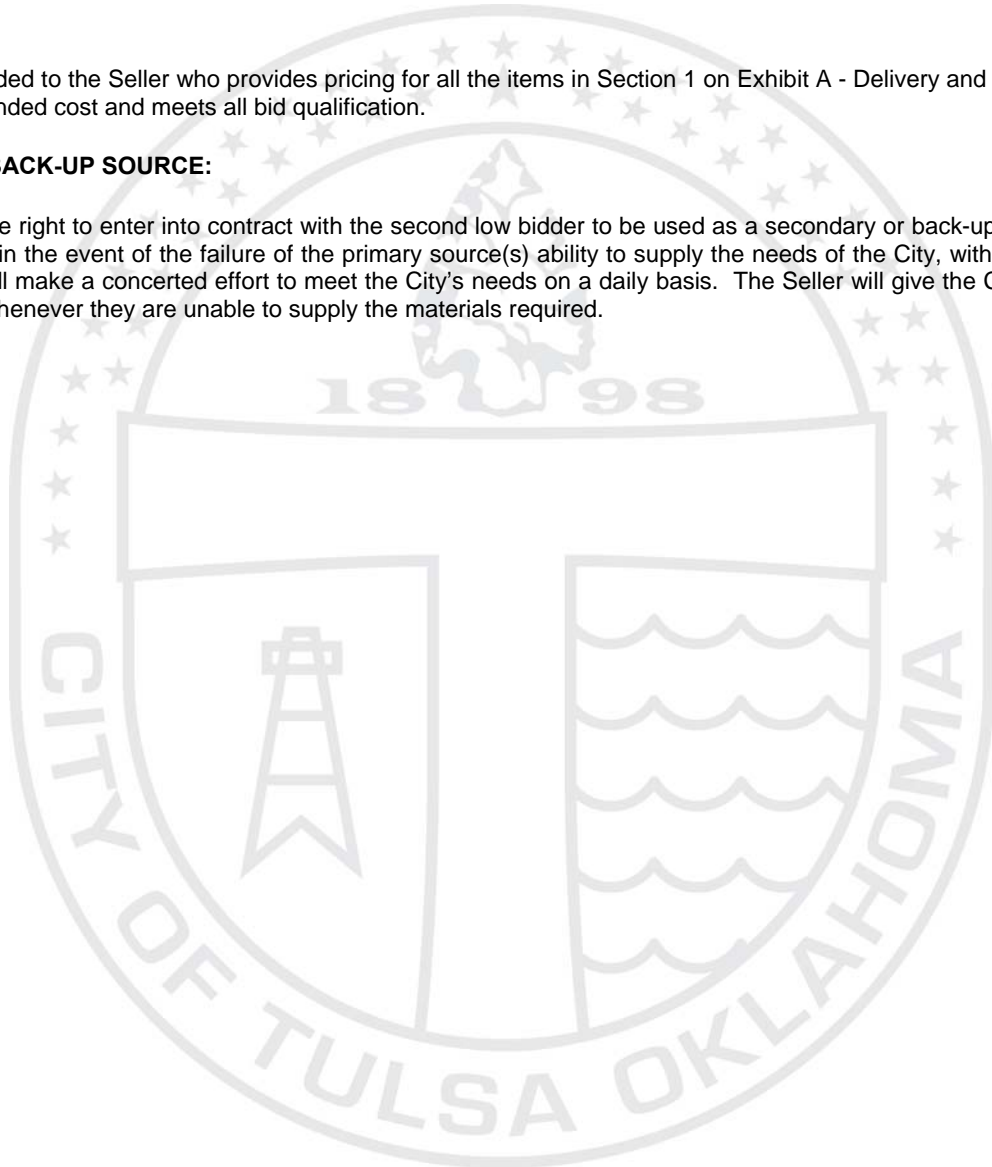 ded to the Seller who provides pricing for all the items in Section 1 on Exhibit A - Delivery and
nded cost and meets all bid qualification.
BACK-UP SOURCE:
e right to enter into contract with the second low bidder to be used as a secondary or back-up
in the event of the failure of the primary source(s) ability to supply the needs of the City, with
ll make a concerted effort to meet the City's needs on a daily basis. The Seller will give the C
henever they are unable to supply the materials required.
18 98
CITY OF TULSA OKLAHOMA